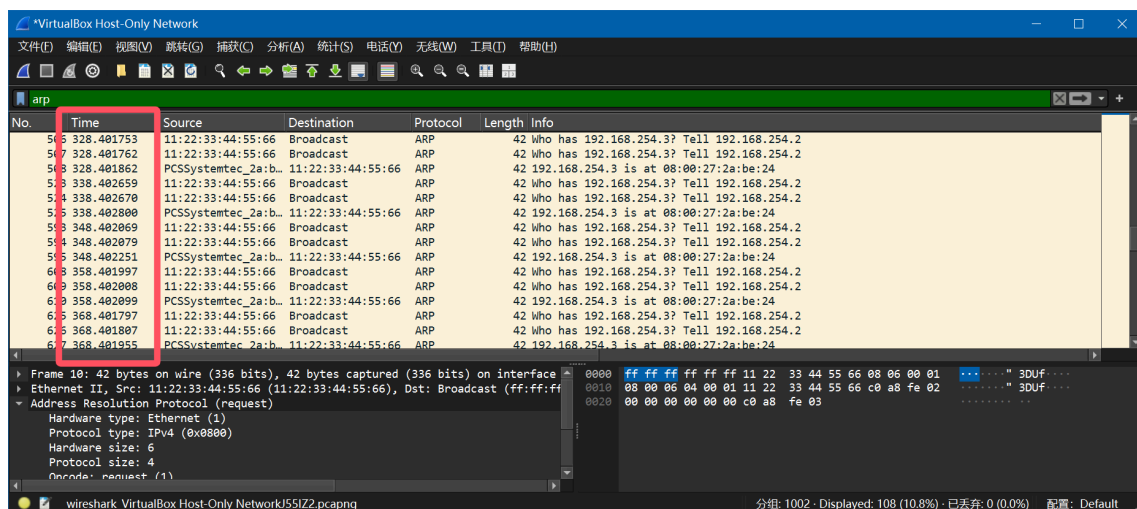 *VirtualBox Host-Only Network
文件(F) 编辑(E) 视图(V) 跳转(G) 捕获(C) 分析(A) 统计(S) 电话(Y) 无线(W) 工具(T) 帮助(H)
arp
No. Time Source Destination Protocol Length Info
328.401753 11:22:33:44:55:66 Broadcast ARP 42 Who has 192.168.254.3? Tell 192.168.254.2
328.401762 11:22:33:44:55:66 Broadcast ARP 42 Who has 192.168.254.3? Tell 192.168.254.2
328.401862 PCSSystemtec_2a:b… 11:22:33:44:55:66 ARP 42 192.168.254.3 is at 08:00:27:2a:be:24
338.402659 11:22:33:44:55:66 Broadcast ARP 42 Who has 192.168.254.3? Tell 192.168.254.2
338.402670 11:22:33:44:55:66 Broadcast ARP 42 Who has 192.168.254.3? Tell 192.168.254.2
338.402800 PCSSystemtec_2a:b… 11:22:33:44:55:66 ARP 42 192.168.254.3 is at 08:00:27:2a:be:24
348.402069 11:22:33:44:55:66 Broadcast ARP 42 Who has 192.168.254.3? Tell 192.168.254.2
348.402079 11:22:33:44:55:66 Broadcast ARP 42 Who has 192.168.254.3? Tell 192.168.254.2
348.402251 PCSSystemtec_2a:b… 11:22:33:44:55:66 ARP 42 192.168.254.3 is at 08:00:27:2a:be:24
358.401997 11:22:33:44:55:66 Broadcast ARP 42 Who has 192.168.254.3? Tell 192.168.254.2
358.402008 11:22:33:44:55:66 Broadcast ARP 42 Who has 192.168.254.3? Tell 192.168.254.2
358.402099 PCSSystemtec_2a:b… 11:22:33:44:55:66 ARP 42 192.168.254.3 is at 08:00:27:2a:be:24
368.401797 11:22:33:44:55:66 Broadcast ARP 42 Who has 192.168.254.3? Tell 192.168.254.2
368.401807 11:22:33:44:55:66 Broadcast ARP 42 Who has 192.168.254.3? Tell 192.168.254.2
368.401955 PCSSystemtec_2a:b… 11:22:33:44:55:66 ARP 42 192.168.254.3 is at 08:00:27:2a:be:24
Frame 10: 42 bytes on wire (336 bits), 42 bytes captured (336 bits) on interface
Ethernet II, Src: 11:22:33:44:55:66 (11:22:33:44:55:66), Dst: Broadcast (ff:ff:ff
Address Resolution Protocol (request)
Hardware type: Ethernet (1)
Protocol type: IPv4 (0x0800)
Hardware size: 6
Protocol size: 4
Opcode: request (1)
0000 ff ff ff ff ff ff 11 22 33 44 55 66 08 06 00 01 ·······" 3DUf····
0010 08 00 06 04 00 01 11 22 33 44 55 66 c0 a8 fe 02 ·······" 3DUf····
0020 00 00 00 00 00 00 c0 a8 fe 03 ········ ··
wireshark_VirtualBox Host-Only NetworkJ55IZ2.pcapng 分组: 1002 · Displayed: 108 (10.8%) · 已丢弃: 0 (0.0%) 配置: Default